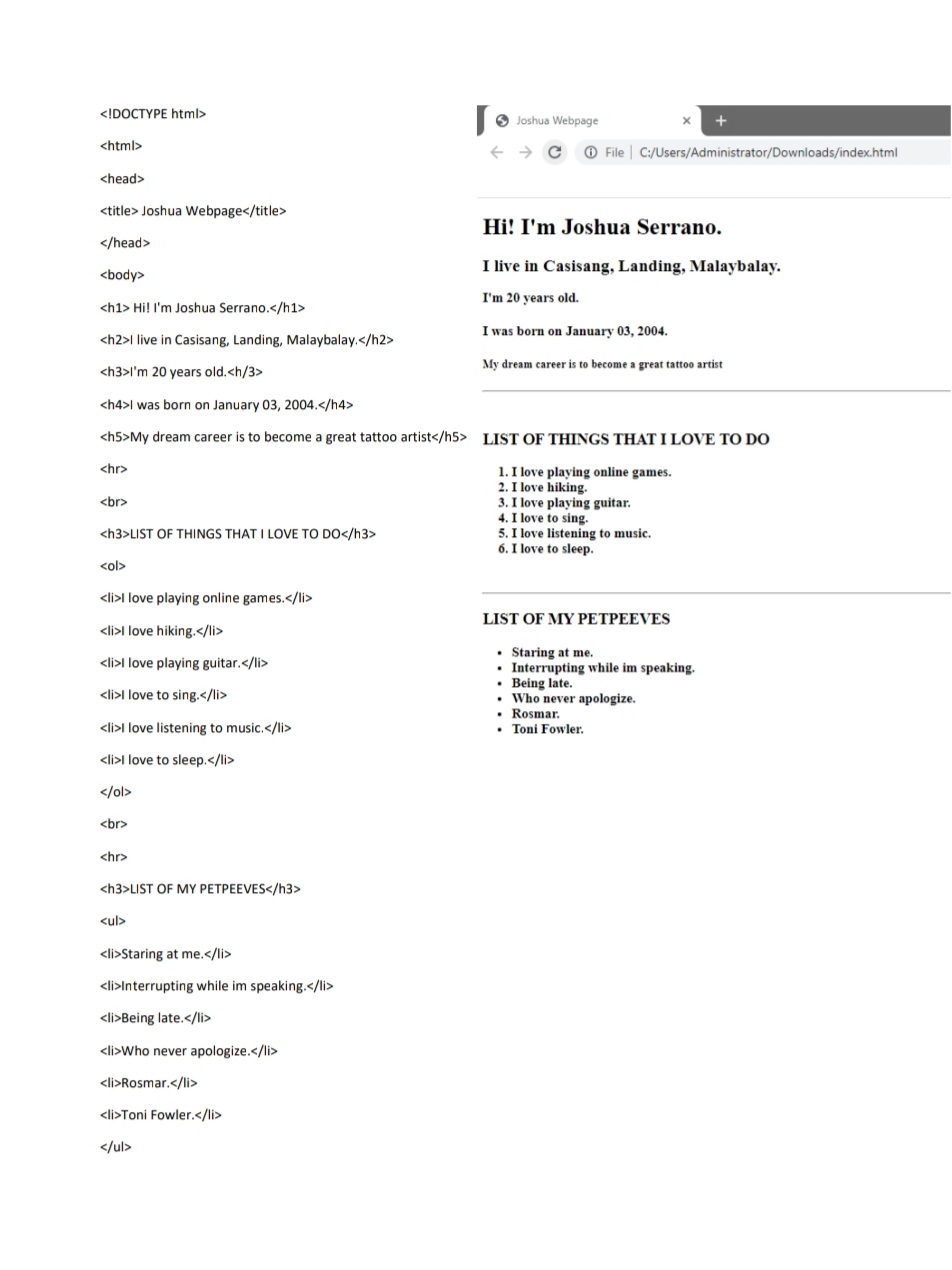 <!DOCTYPE html>
<html>
<head>
<title> Joshua Webpage</title>
</head>
<body>
<h1> Hi! I'm Joshua Serrano.</h1>
<h2>I live in Casisang, Landing, Malaybalay.</h2>
<h3>I'm 20 years old.<h/3>
<h4>I was born on January 03, 2004.</h4>
<h5>My dream career is to become a great tattoo artist</h5>
<hr>
<br>
<h3>LIST OF THINGS THAT I LOVE TO DO</h3>
<ol>
<li>I love playing online games.</li>
<li>I love hiking.</li>
<li>I love playing guitar.</li>
<li>I love to sing.</li>
<li>I love listening to music.</li>
<li>I love to sleep.</li>
</ol>
<br>
<hr>
<h3>LIST OF MY PETPEEVES</h3>
<ul>
<li>Staring at me.</li>
<li>Interrupting while im speaking.</li>
<li>Being late.</li>
<li>Who never apologize.</li>
<li>Rosmar.</li>
<li>Toni Fowler.</li>
</ul>
Joshua Webpage
File | C:/Users/Administrator/Downloads/index.html
Hi! I'm Joshua Serrano.
I live in Casisang, Landing, Malaybalay.
I'm 20 years old.
I was born on January 03, 2004.
My dream career is to become a great tattoo artist
LIST OF THINGS THAT I LOVE TO DO
1. I love playing online games.
2. I love hiking.
3. I love playing guitar.
4. I love to sing.
5. I love listening to music.
6. I love to sleep.
LIST OF MY PETPEEVES
• Staring at me.
• Interrupting while im speaking.
• Being late.
• Who never apologize.
• Rosmar.
• Toni Fowler.